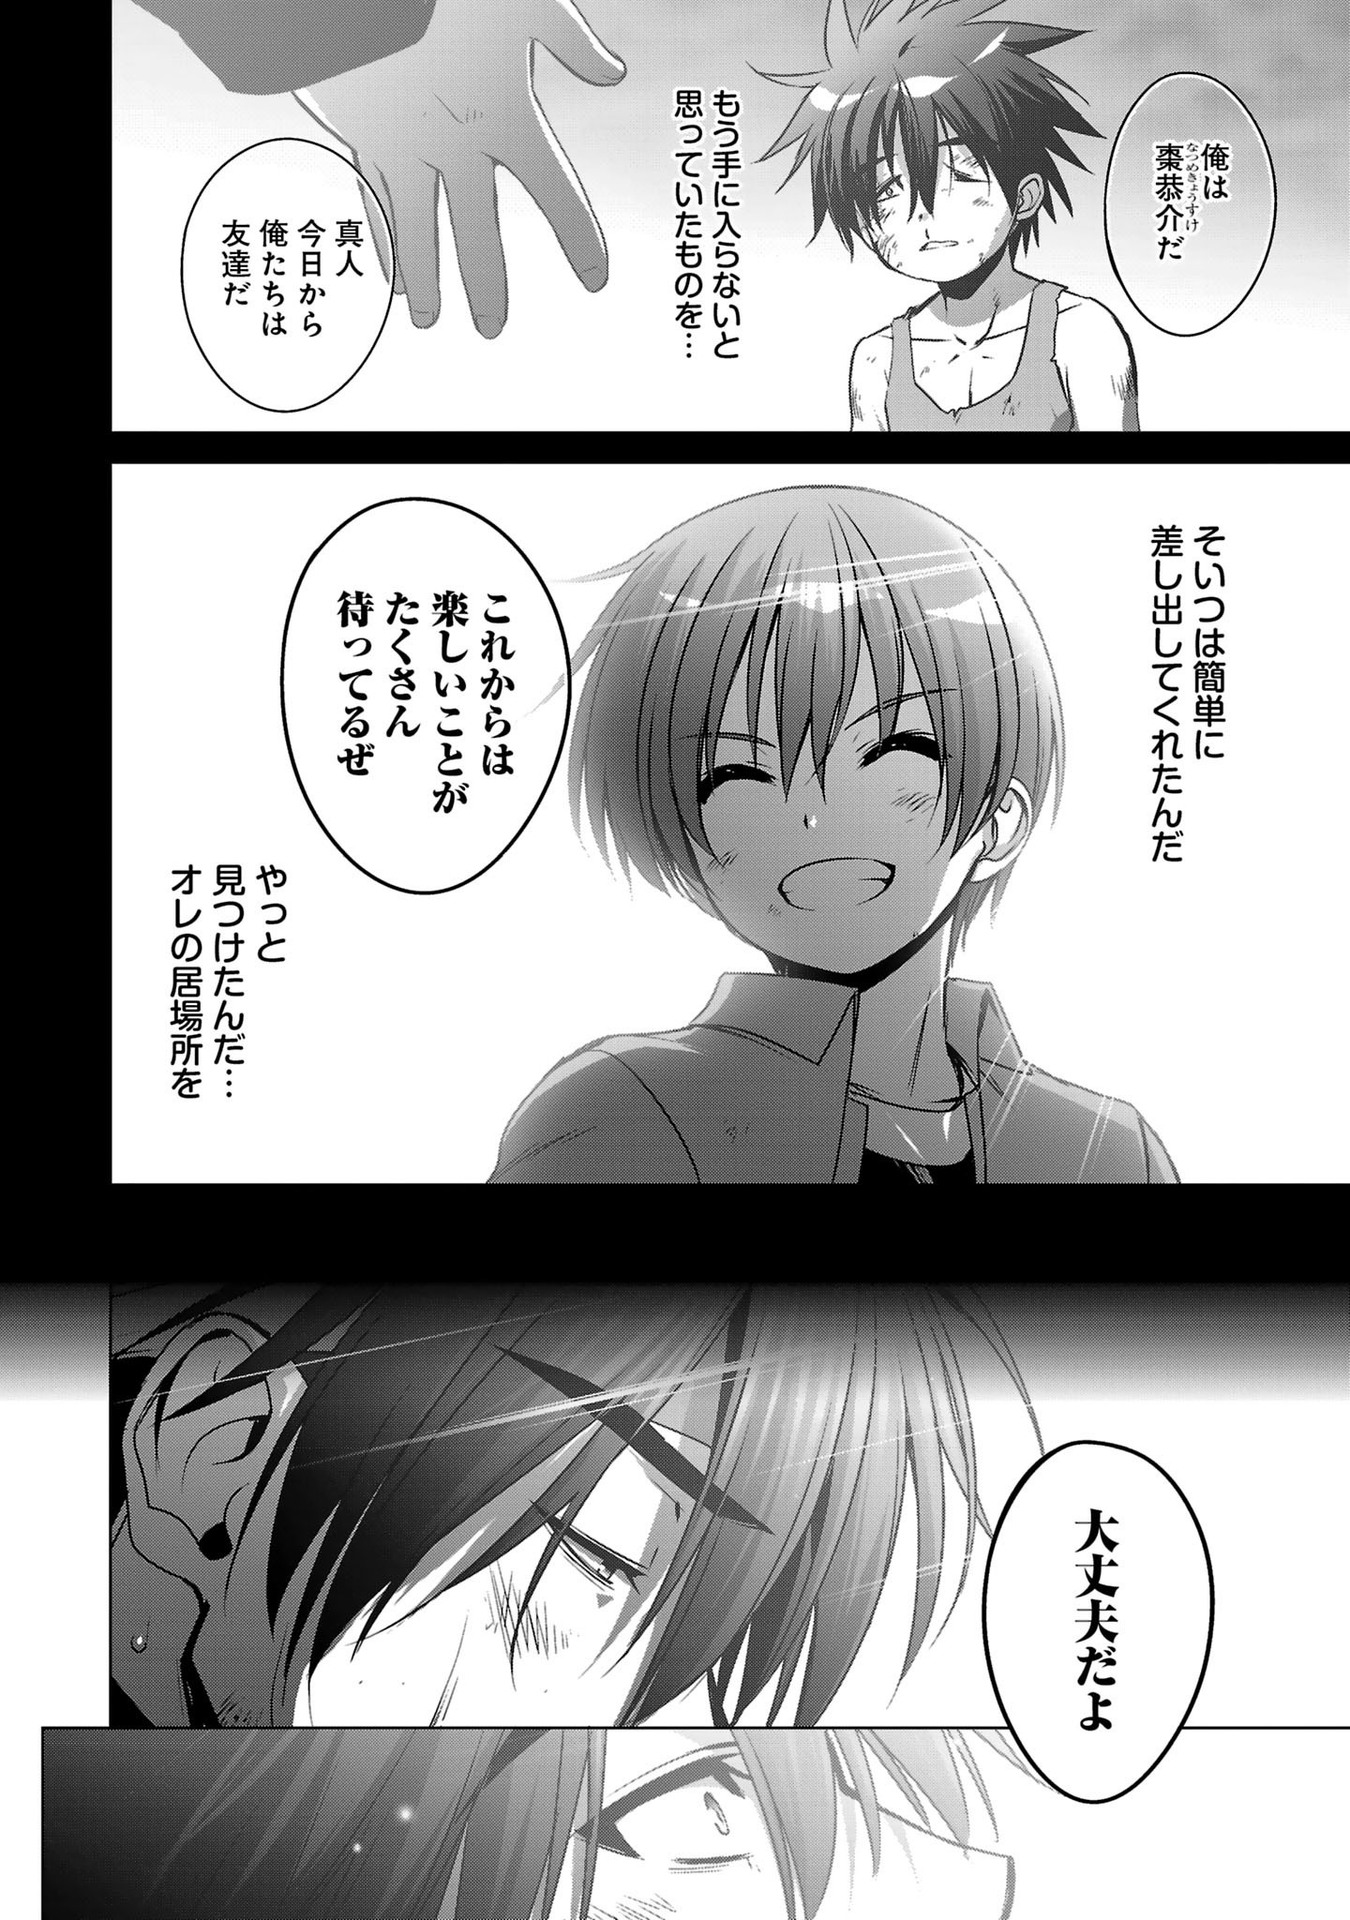 俺は
棗恭介だ
なつめきょうすけ
もう手に入らないと
思っていたものを…
真人
今日から
俺たちは
友達だ
そいつは簡単に
差し出してくれたんだ
これからは
楽しいことが
たくさん
待ってるぜ
やっと
見つけたんだ…
オレの居場所を
大丈夫だよ